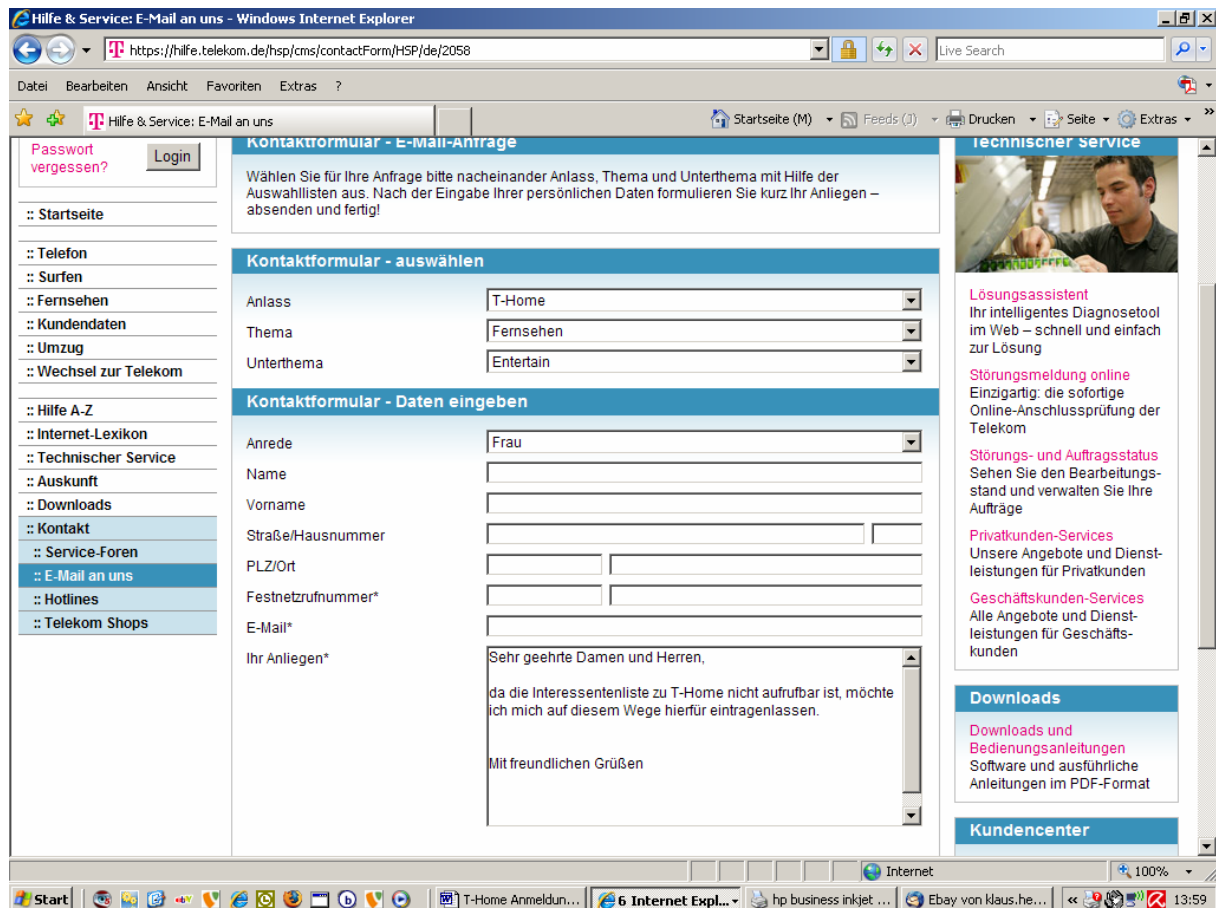 Hilfe & Service: E-Mail an uns - Windows Internet Explorer
https://hilfe.telekom.de/hsp/cms/contactForm/HSP/de/2058
Live Search
Datei Bearbeiten Ansicht Favoriten Extras ?
Hilfe & Service: E-Mail an uns
Startseite (M) Feeds (J) Drucken Seite Extras »
Passwort
vergessen?
Login
:: Startseite
:: Telefon
:: Surfen
:: Fernsehen
:: Kundendaten
:: Umzug
:: Wechsel zur Telekom
:: Hilfe A-Z
:: Internet-Lexikon
:: Technischer Service
:: Auskunft
:: Downloads
:: Kontakt
:: Service-Foren
:: E-Mail an uns
:: Hotlines
:: Telekom Shops
Kontaktformular - E-Mail-Anfrage
Wählen Sie für Ihre Anfrage bitte nacheinander Anlass, Thema und Unterthema mit Hilfe der
Auswahllisten aus. Nach der Eingabe Ihrer persönlichen Daten formulieren Sie kurz Ihr Anliegen –
absenden und fertig!
Kontaktformular - auswählen
Anlass T-Home
Thema Fernsehen
Unterthema Entertain
Kontaktformular - Daten eingeben
Anrede Frau
Name
Vorname
Straße/Hausnummer
PLZ/Ort
Festnetzrufnummer*
E-Mail*
Ihr Anliegen*
Sehr geehrte Damen und Herren,
da die Interessentenliste zu T-Home nicht aufrufbar ist, möchte
ich mich auf diesem Wege hierfür eintragenlassen.
Mit freundlichen Grüßen
Technischer Service
Lösungsassistent
Ihr intelligentes Diagnosetool
im Web – schnell und einfach
zur Lösung
Störungsmeldung online
Einzigartig: die sofortige
Online-Anschlussprüfung der
Telekom
Störungs- und Auftragsstatus
Sehen Sie den Bearbeitungs-
stand und verwalten Sie Ihre
Aufträge
Privatkunden-Services
Unsere Angebote und Dienst-
leistungen für Privatkunden
Geschäftskunden-Services
Alle Angebote und Dienst-
leistungen für Geschäfts-
kunden
Downloads
Downloads und
Bedienungsanleitungen
Software und ausführliche
Anleitungen im PDF-Format
Kundencenter
Internet
100%
Start
T-Home Anmeldun...
6 Internet Expl...
hp business inkjet ...
Ebay von klaus.he...
«
13:59